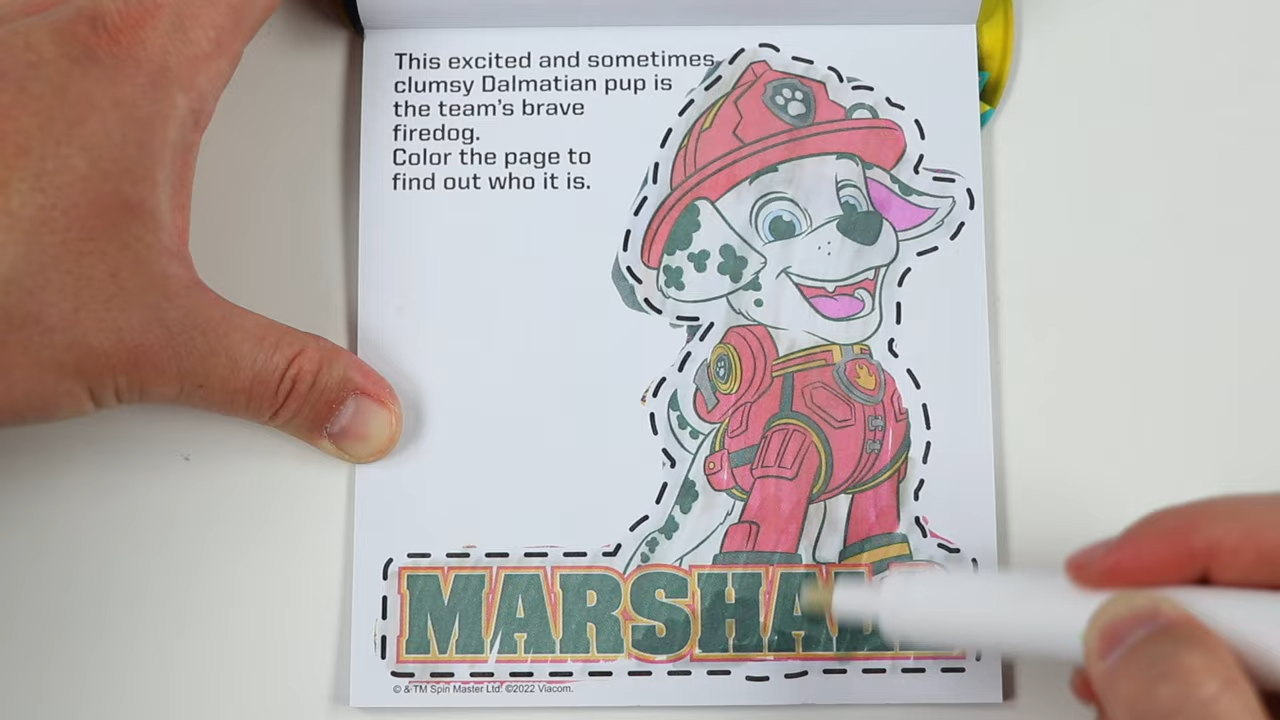 This excited and sometimes
clumsy Dalmatian pup is
the team's brave
firedog.
Color the page to
find out who it is.
MARSHALL
© &·TM Spin Master Ltd. ©2022 Viacom.